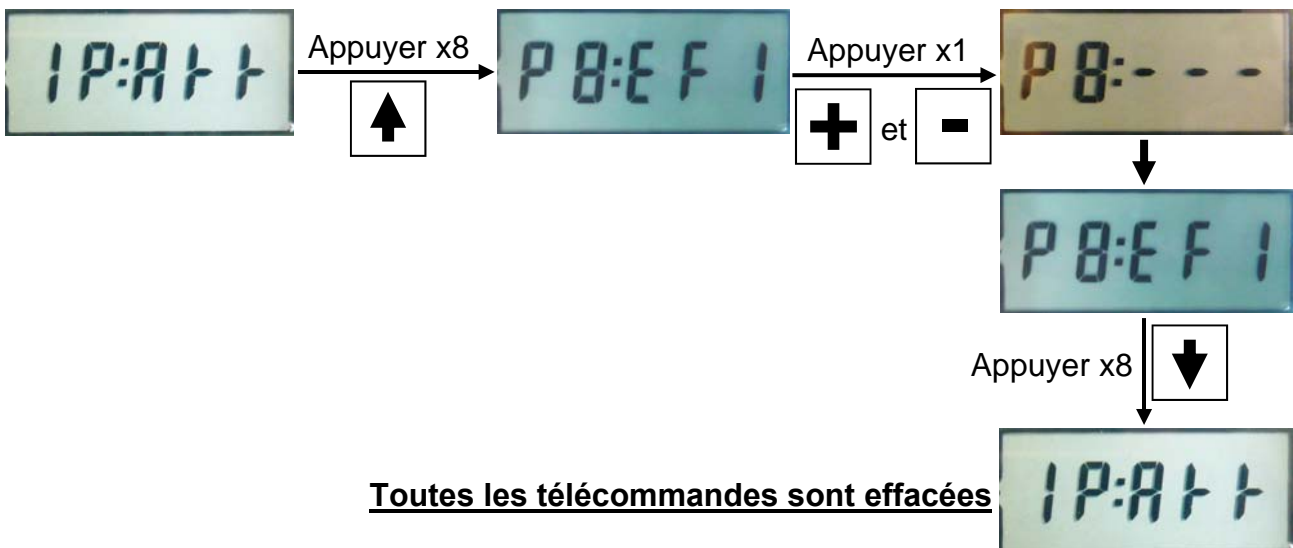 1P:Att
Appuyer x8
P8:EF1
Appuyer x1
et
P8:- - -
P8:EF1
Appuyer x8
Toutes les télécommandes sont effacées
1P:Att